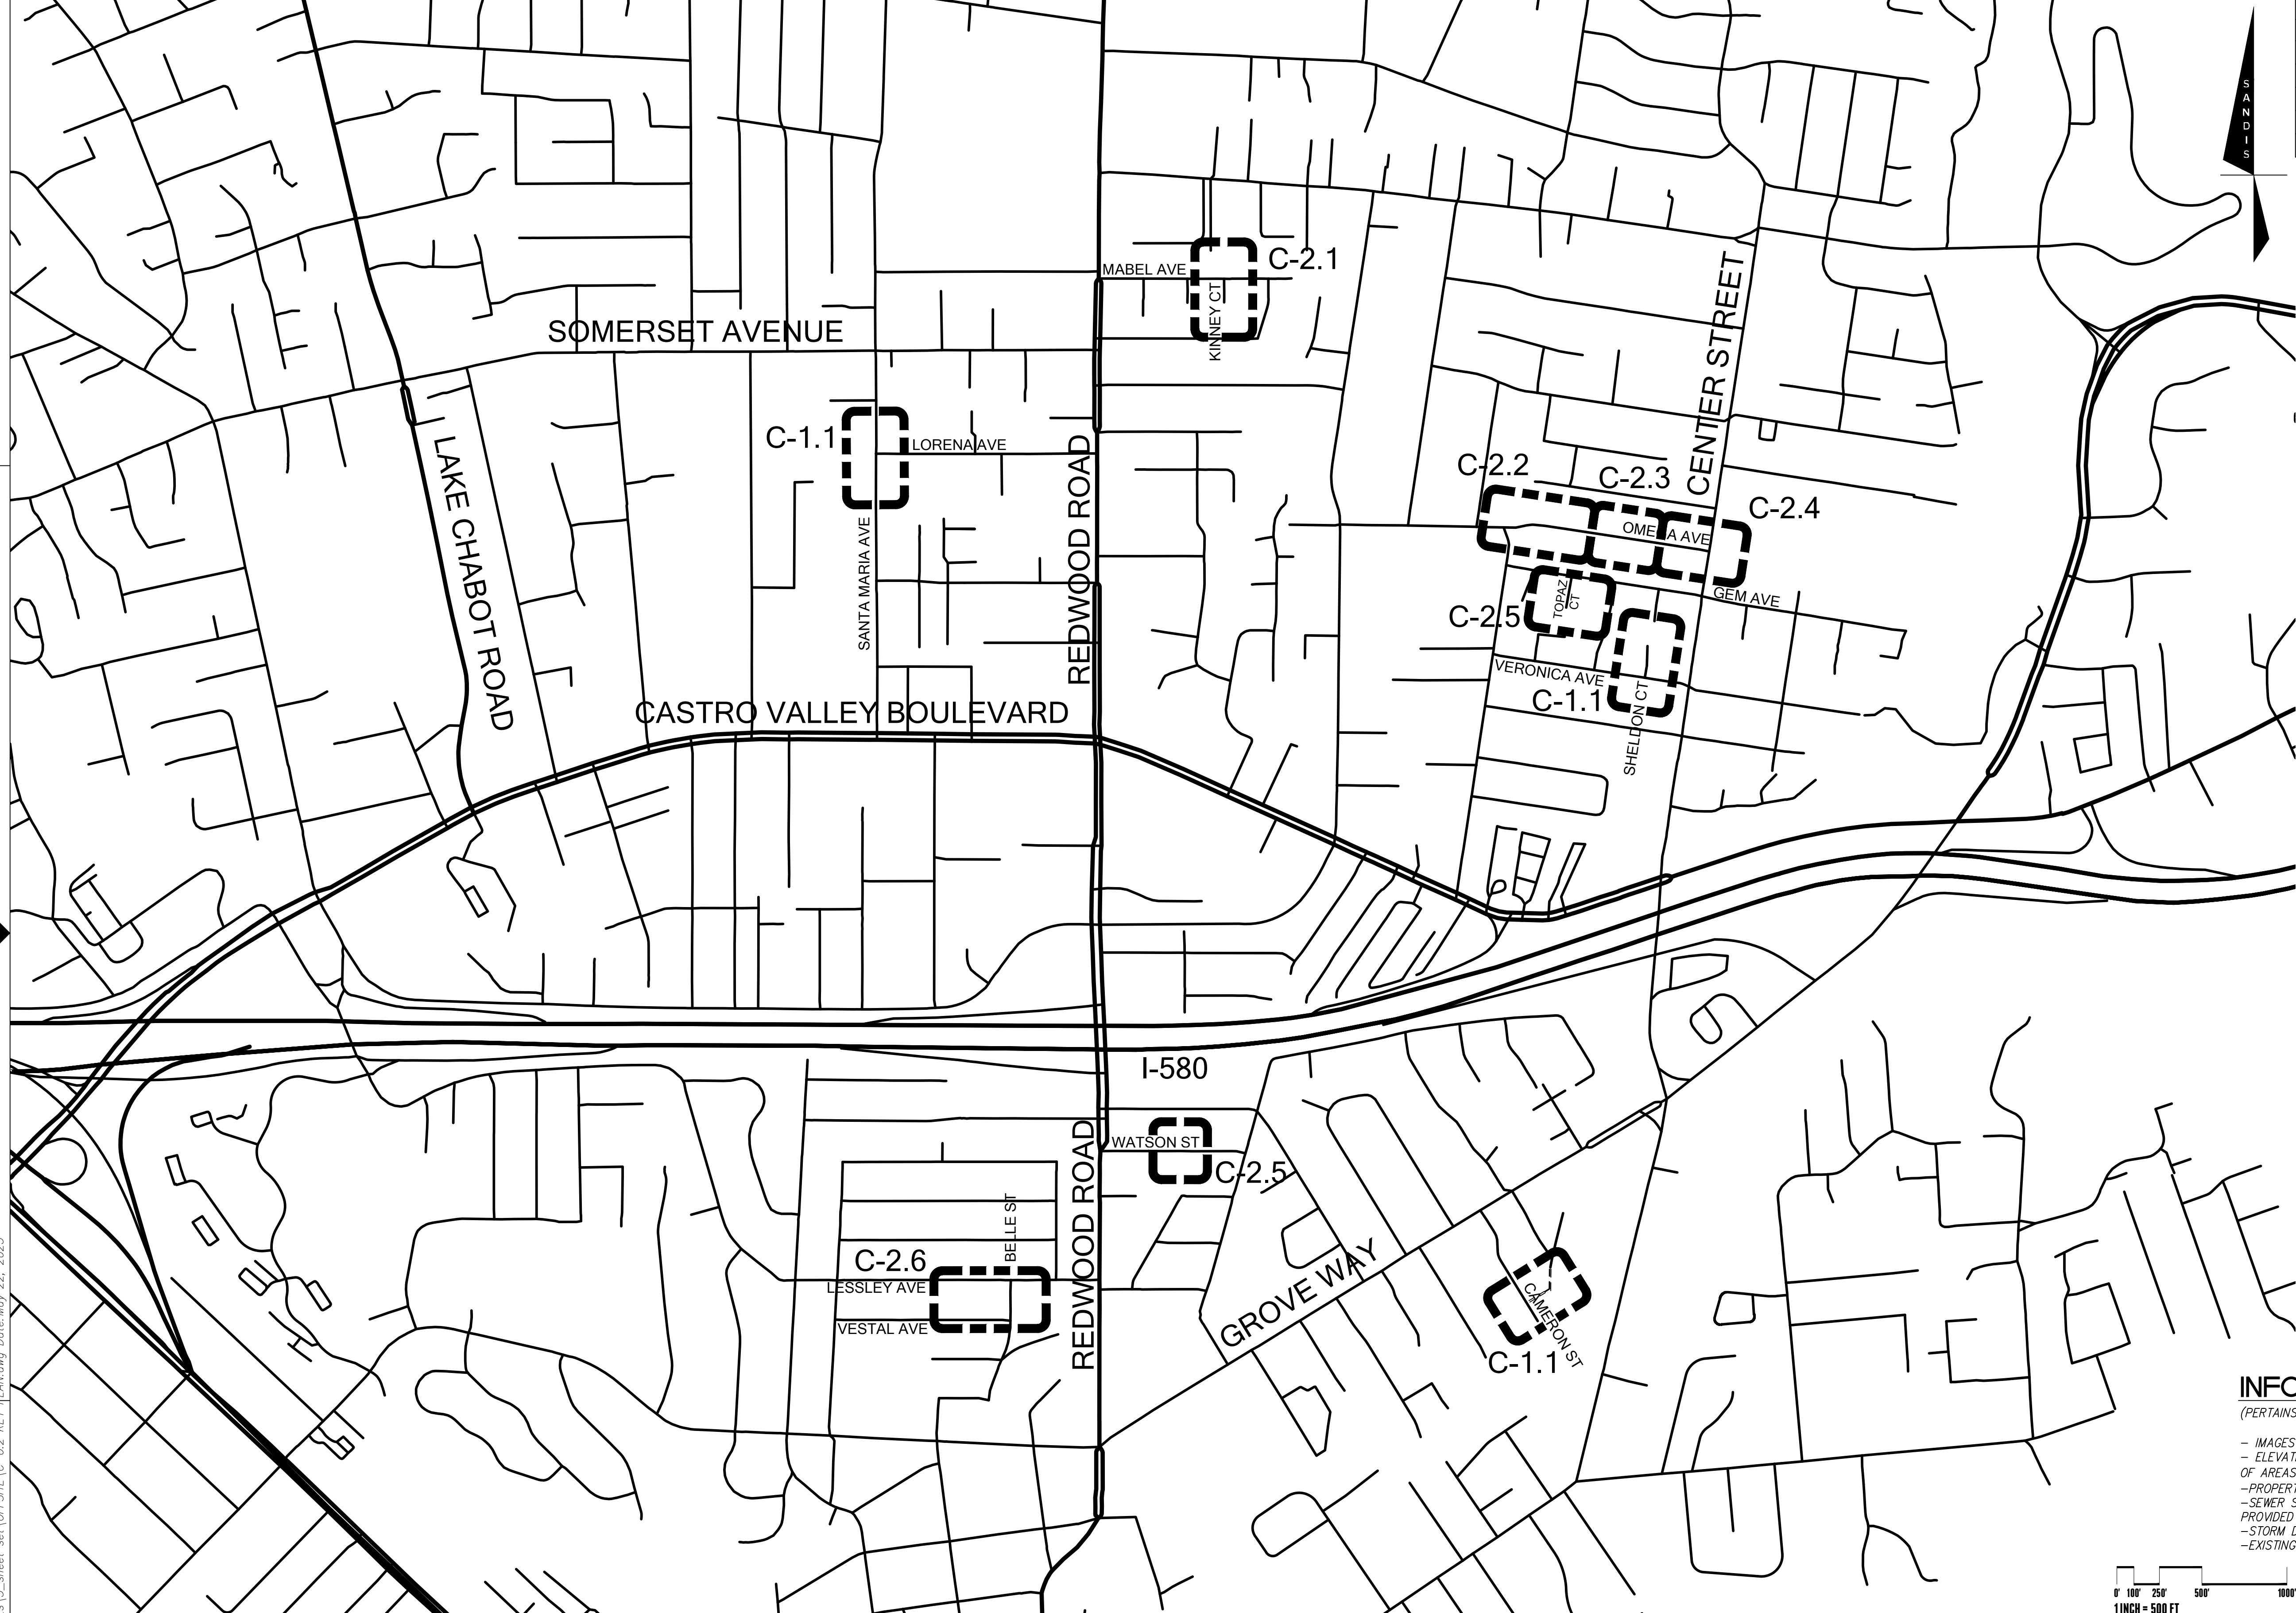 SANDIS
C-2.1
MABEL AVE
KINNEY CT
SOMERSET AVENUE
CENTER STREET
C-1.1
LORENA AVE
SANTA MARIA AVE
LAKE CHABOT ROAD
REDWOOD ROAD
C-2.2
C-2.3
C-2.4
GEM AVE
TOPAZ
CT
C-2.5
VERONICA AVE
C-1.1
SHELDON CT
CASTRO VALLEY BOULEVARD
I-580
WATSON ST
C-2.5
REDWOOD ROAD
BELLE ST
C-2.6
LESSLEY AVE
VESTAL AVE
GROVE WAY
CAMERON ST
C-1.1
(PERTAINS
- IMAGES
OF AREAS
-SEWER S
PROVIDED
-STORM D
-EXISTING
0' 100' 250' 500' 1000'
1 INCH = 500 FT